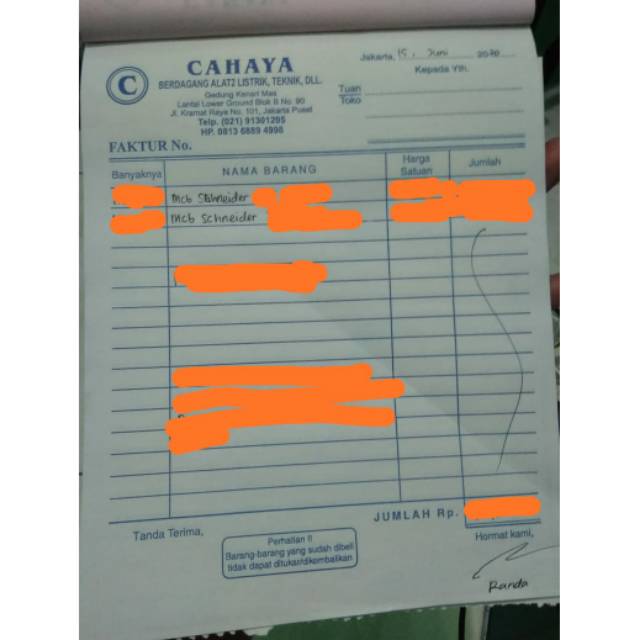 C
CAHAYA
BERDAGANG ALAT2 LISTRIK, TEKNIK, DLL.
Gedung Kenari Mas
Lantai Lower Ground Blok B No. 90
Jl. Kramat Raya No. 101, Jakarta Pusat
Telp. (021) 91301295
HP. 0813 6889 4998
Jakarta, 15, Juni 2020
Kepada Yth.
Tuan
Toko
FAKTUR No.
Banyaknya NAMA BARANG Harga Satuan Jumlah
mcb Schneider
mcb Schneider
JUMLAH Rp.
Tanda Terima,
Hormat kami,
Perhatian !!
Barang-barang yang sudah dibeli
tidak dapat ditukar/dikembalikan
Randa